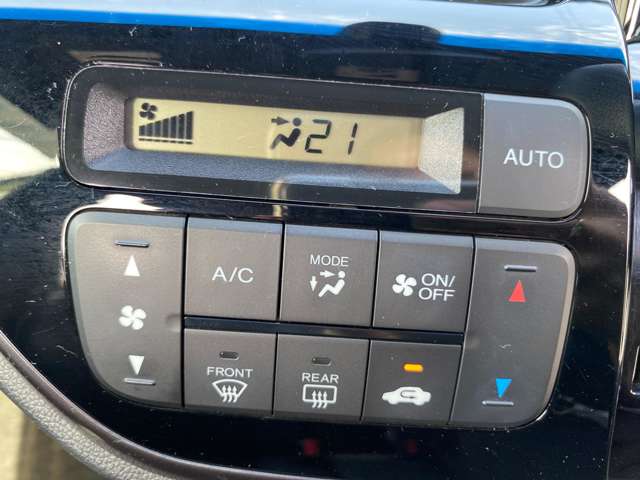 21
AUTO
A/C
MODE
ON/
OFF
FRONT
REAR